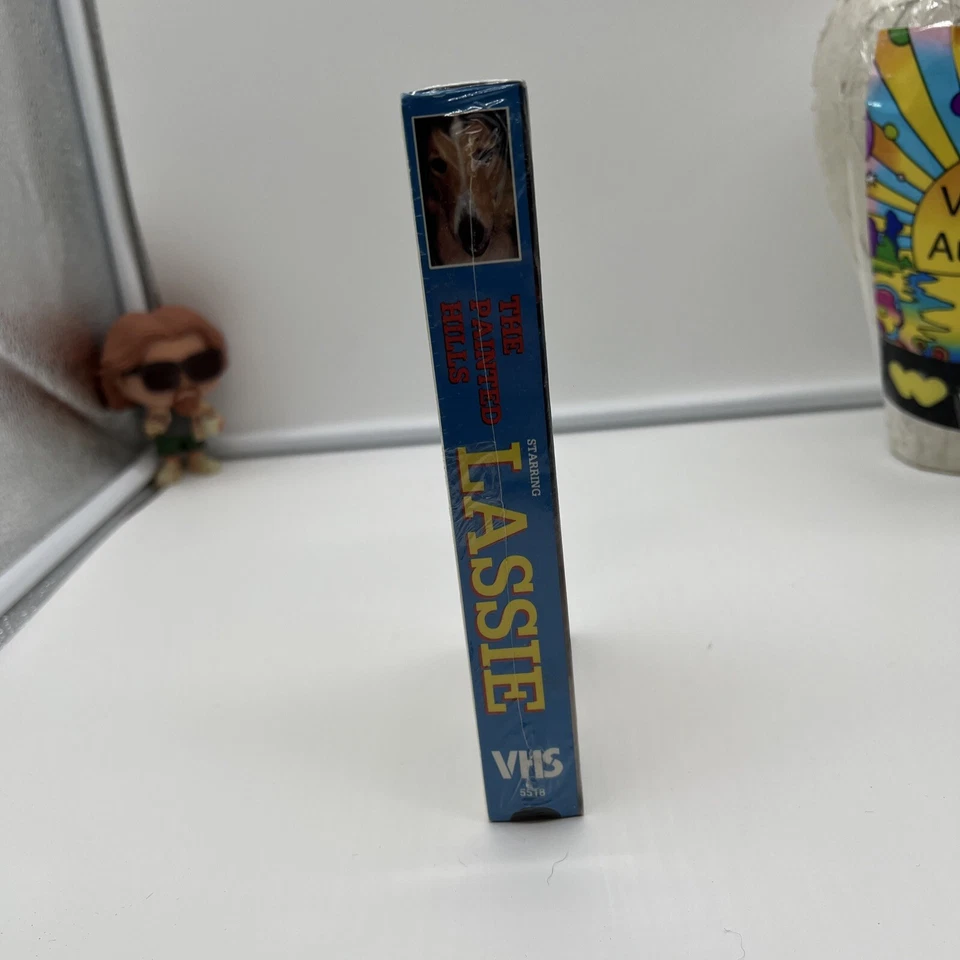 THE
PAINTED
HILLS
STARRING
LASSIE
VHS
5518